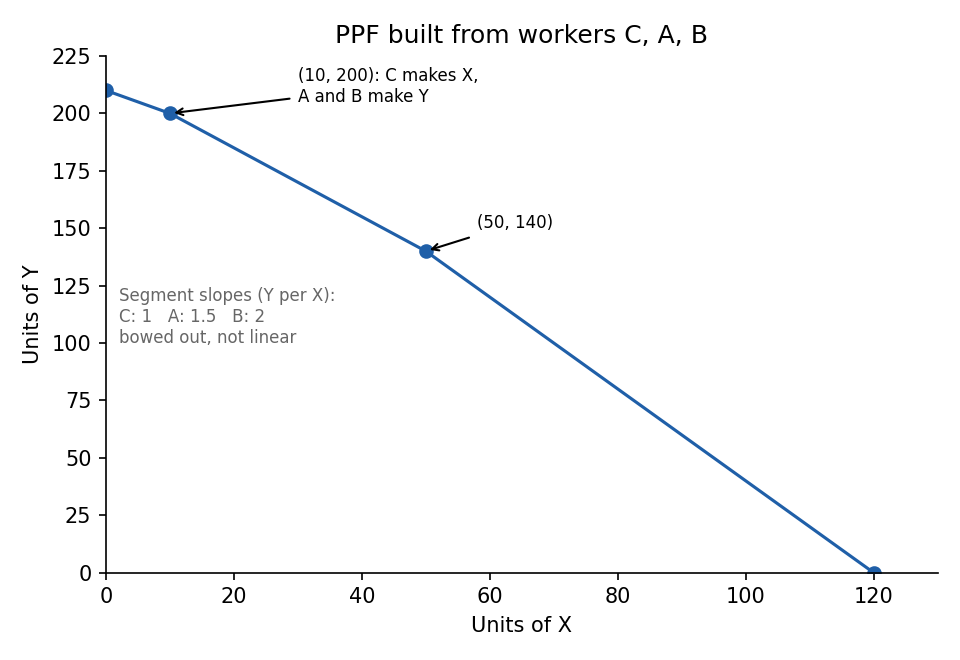 PPF built from workers C, A, B
225
200
175
150
125
100
75
50
25
0
Units of Y
(10, 200): C makes X,
A and B make Y
(50, 140)
Segment slopes (Y per X):
C: 1   A: 1.5   B: 2
bowed out, not linear
0 20 40 60 80 100 120
Units of X